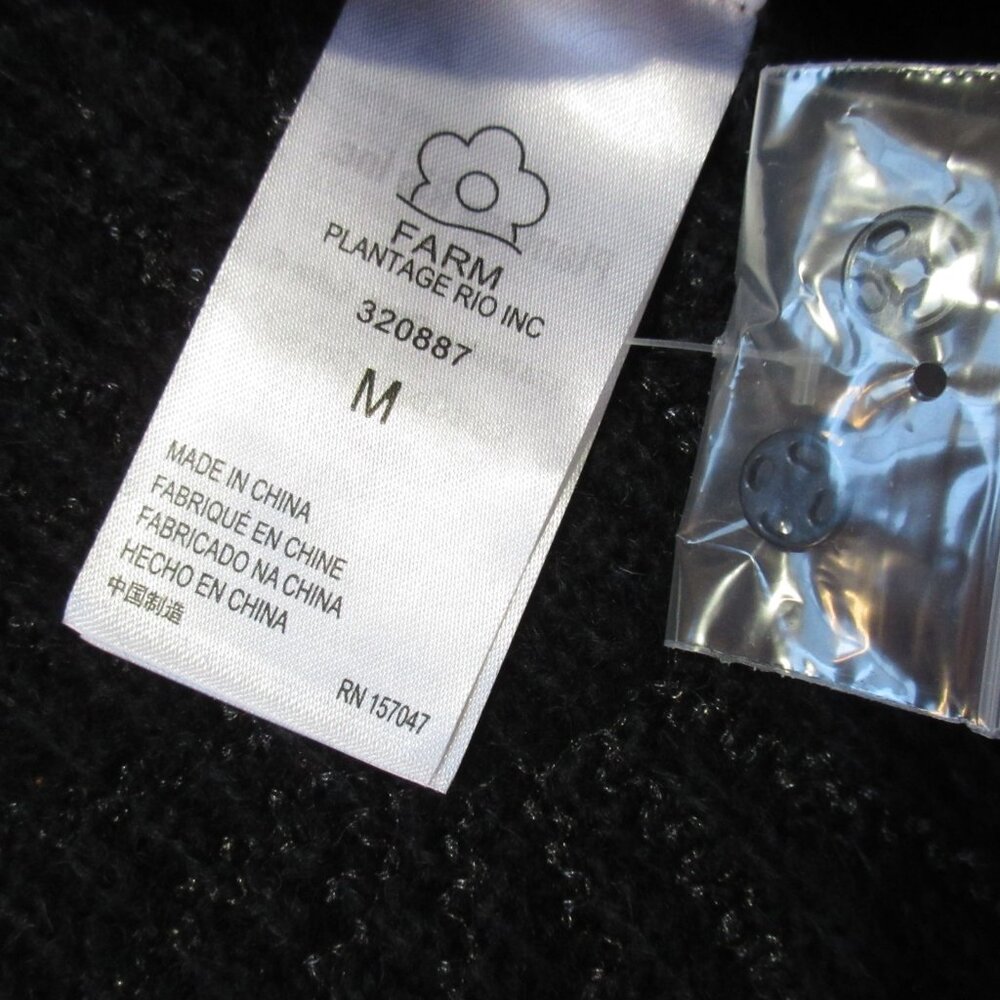 FARM
PLANTAGE RIO INC
320887
M
MADE IN CHINA
FABRIQUÉ EN CHINE
FABRICADO NA CHINA
HECHO EN CHINA
中国制造
RN 157047